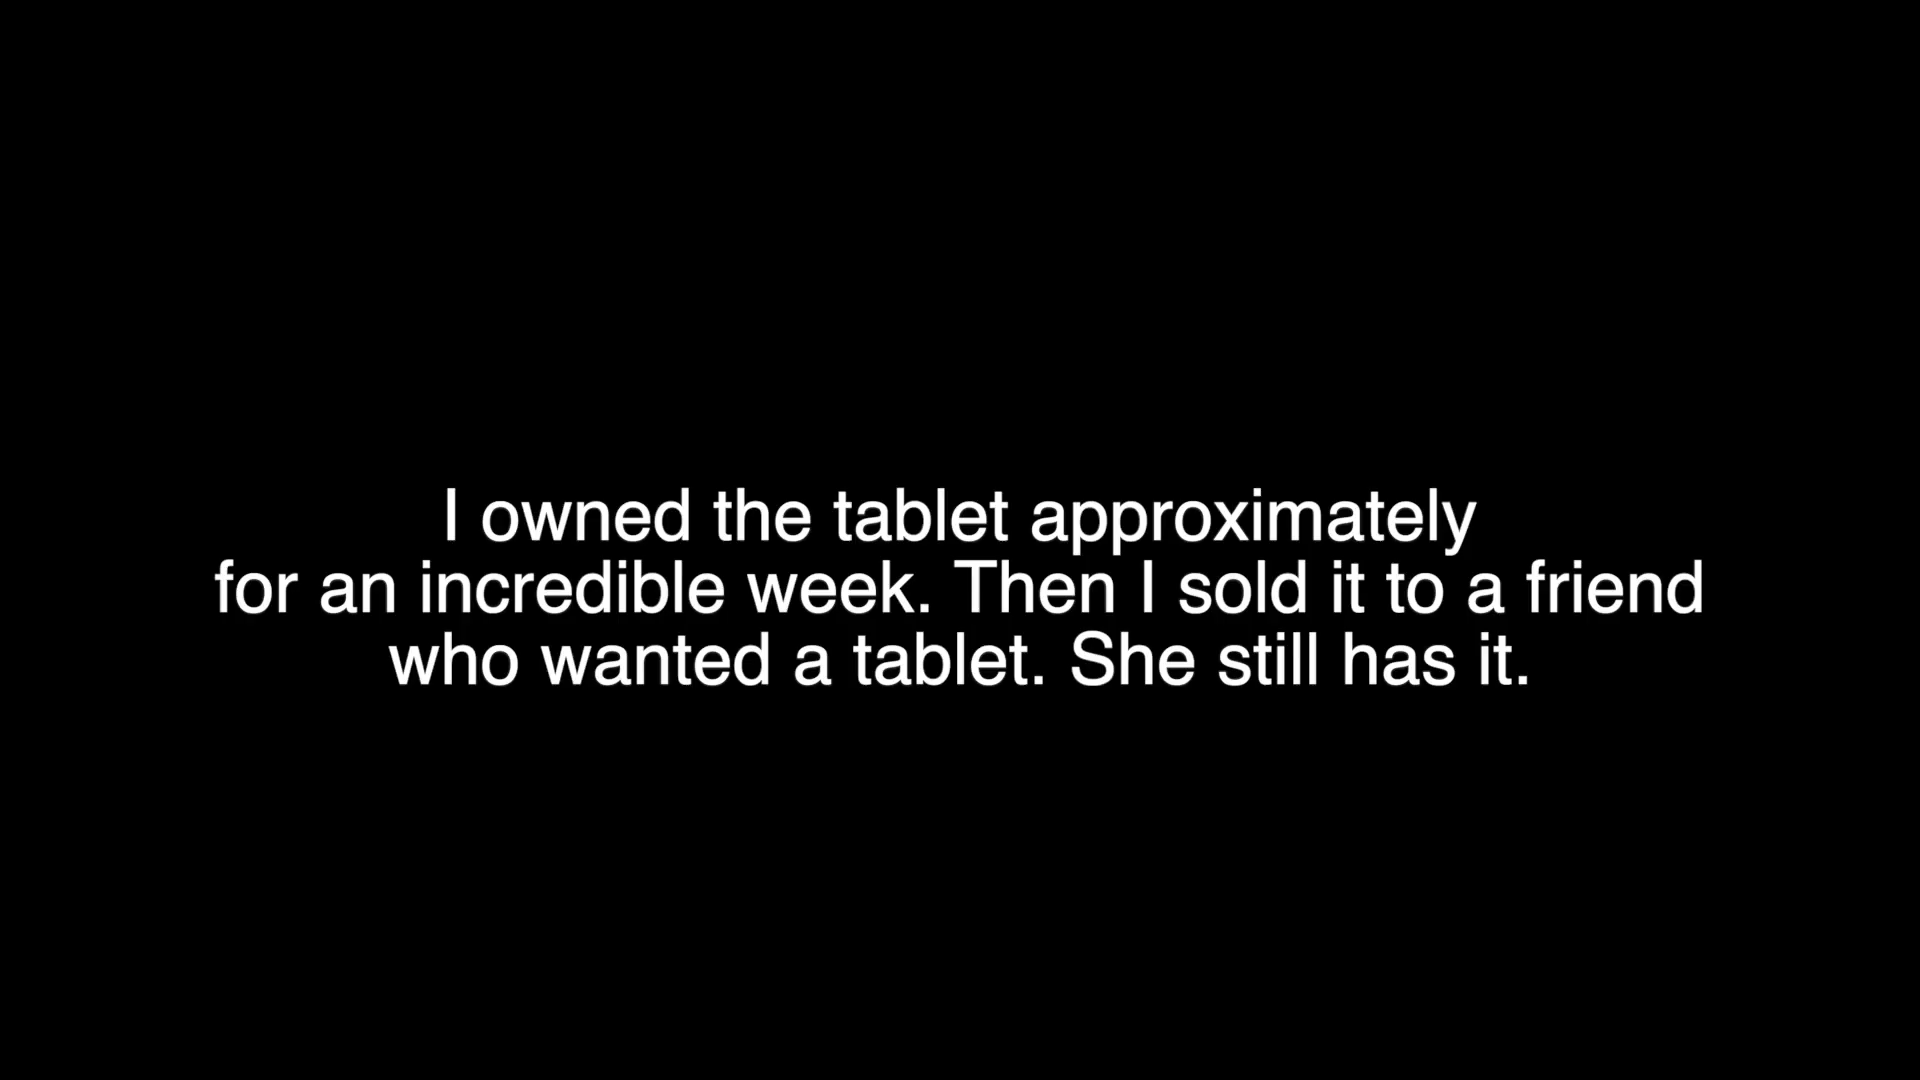 I owned the tablet approximately
for an incredible week. Then I sold it to a friend
who wanted a tablet. She still has it.